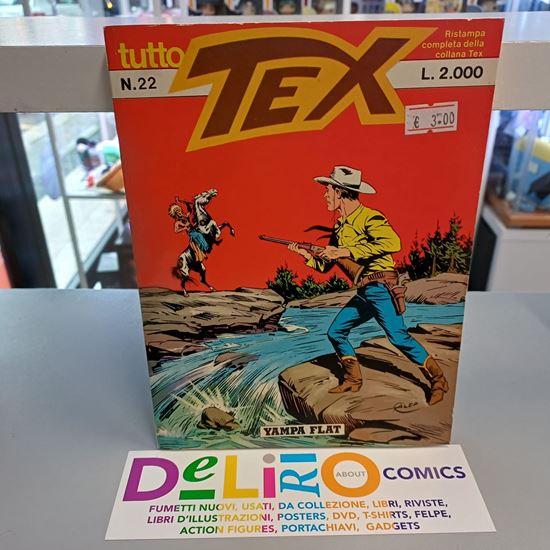 tutto
TEX
N.22
Ristampa
completa della
collana Tex
L. 2.000
€ 3.00
GALEP
YAMPA FLAT
DeLiRiO ABOUT COMICS
FUMETTI NUOVI, USATI, DA COLLEZIONE, LIBRI, RIVISTE,
LIBRI D'ILLUSTRAZIONI, POSTERS, DVD, T-SHIRTS, FELPE,
ACTION FIGURES, PORTACHIAVI, GADGETS